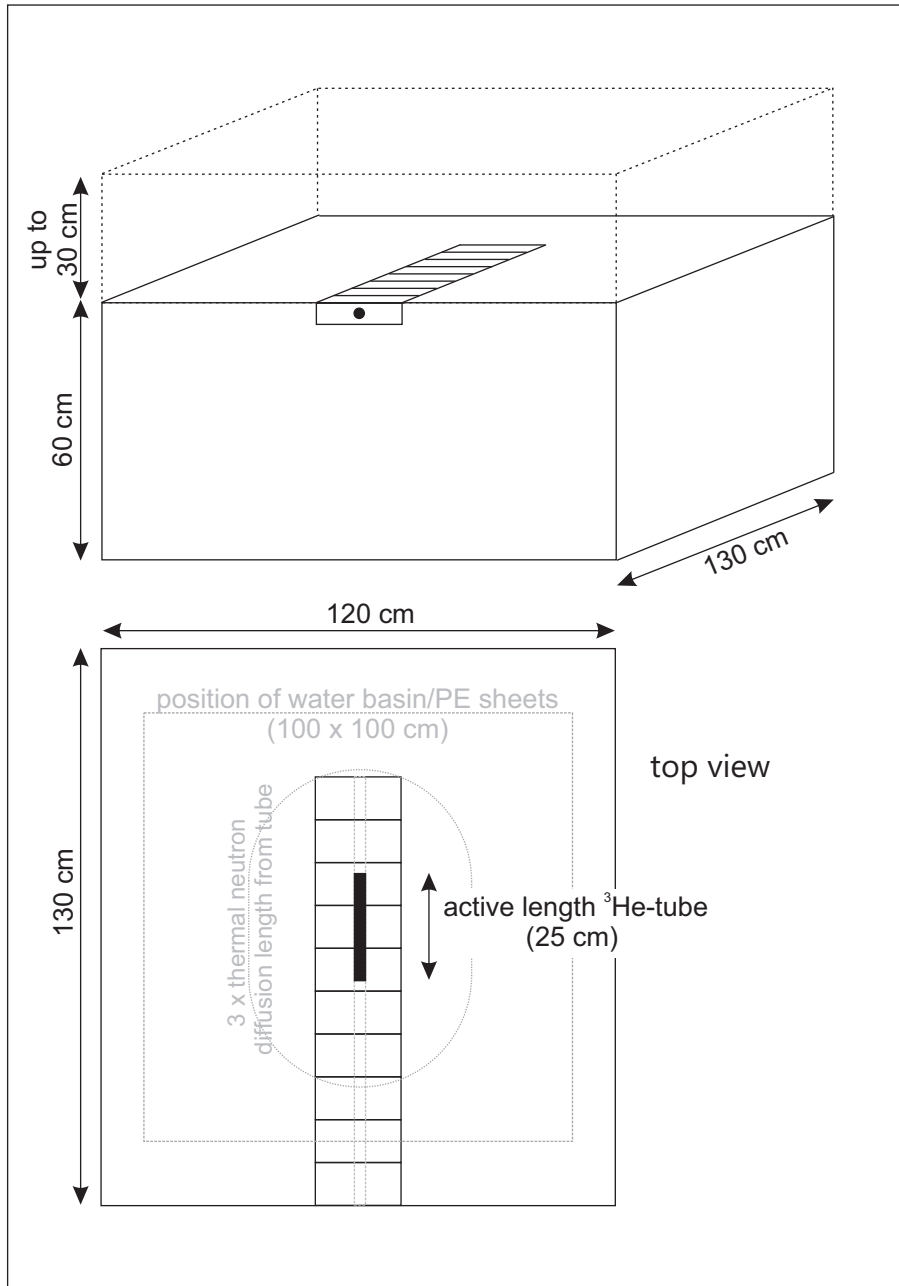 up to
30 cm
60 cm
130 cm
120 cm
position of water basin/PE sheets
(100 x 100 cm)
top view
3 x thermal neutron
diffusion length from tube
130 cm
active length ³He-tube
(25 cm)